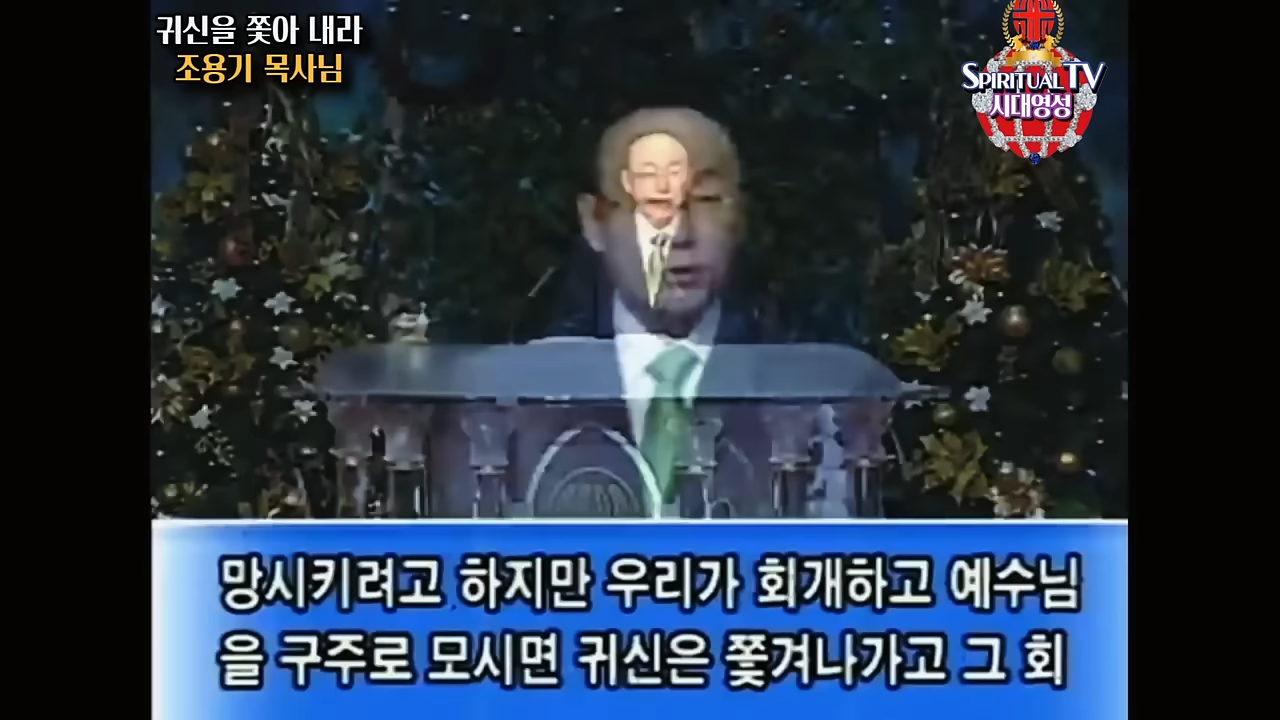 귀신을 쫓아 내라
조용기 목사님
SPIRITUAL TV
시대영성
망시키려고 하지만 우리가 회개하고 예수님
을 구주로 모시면 귀신은 쫓겨나가고 그 회